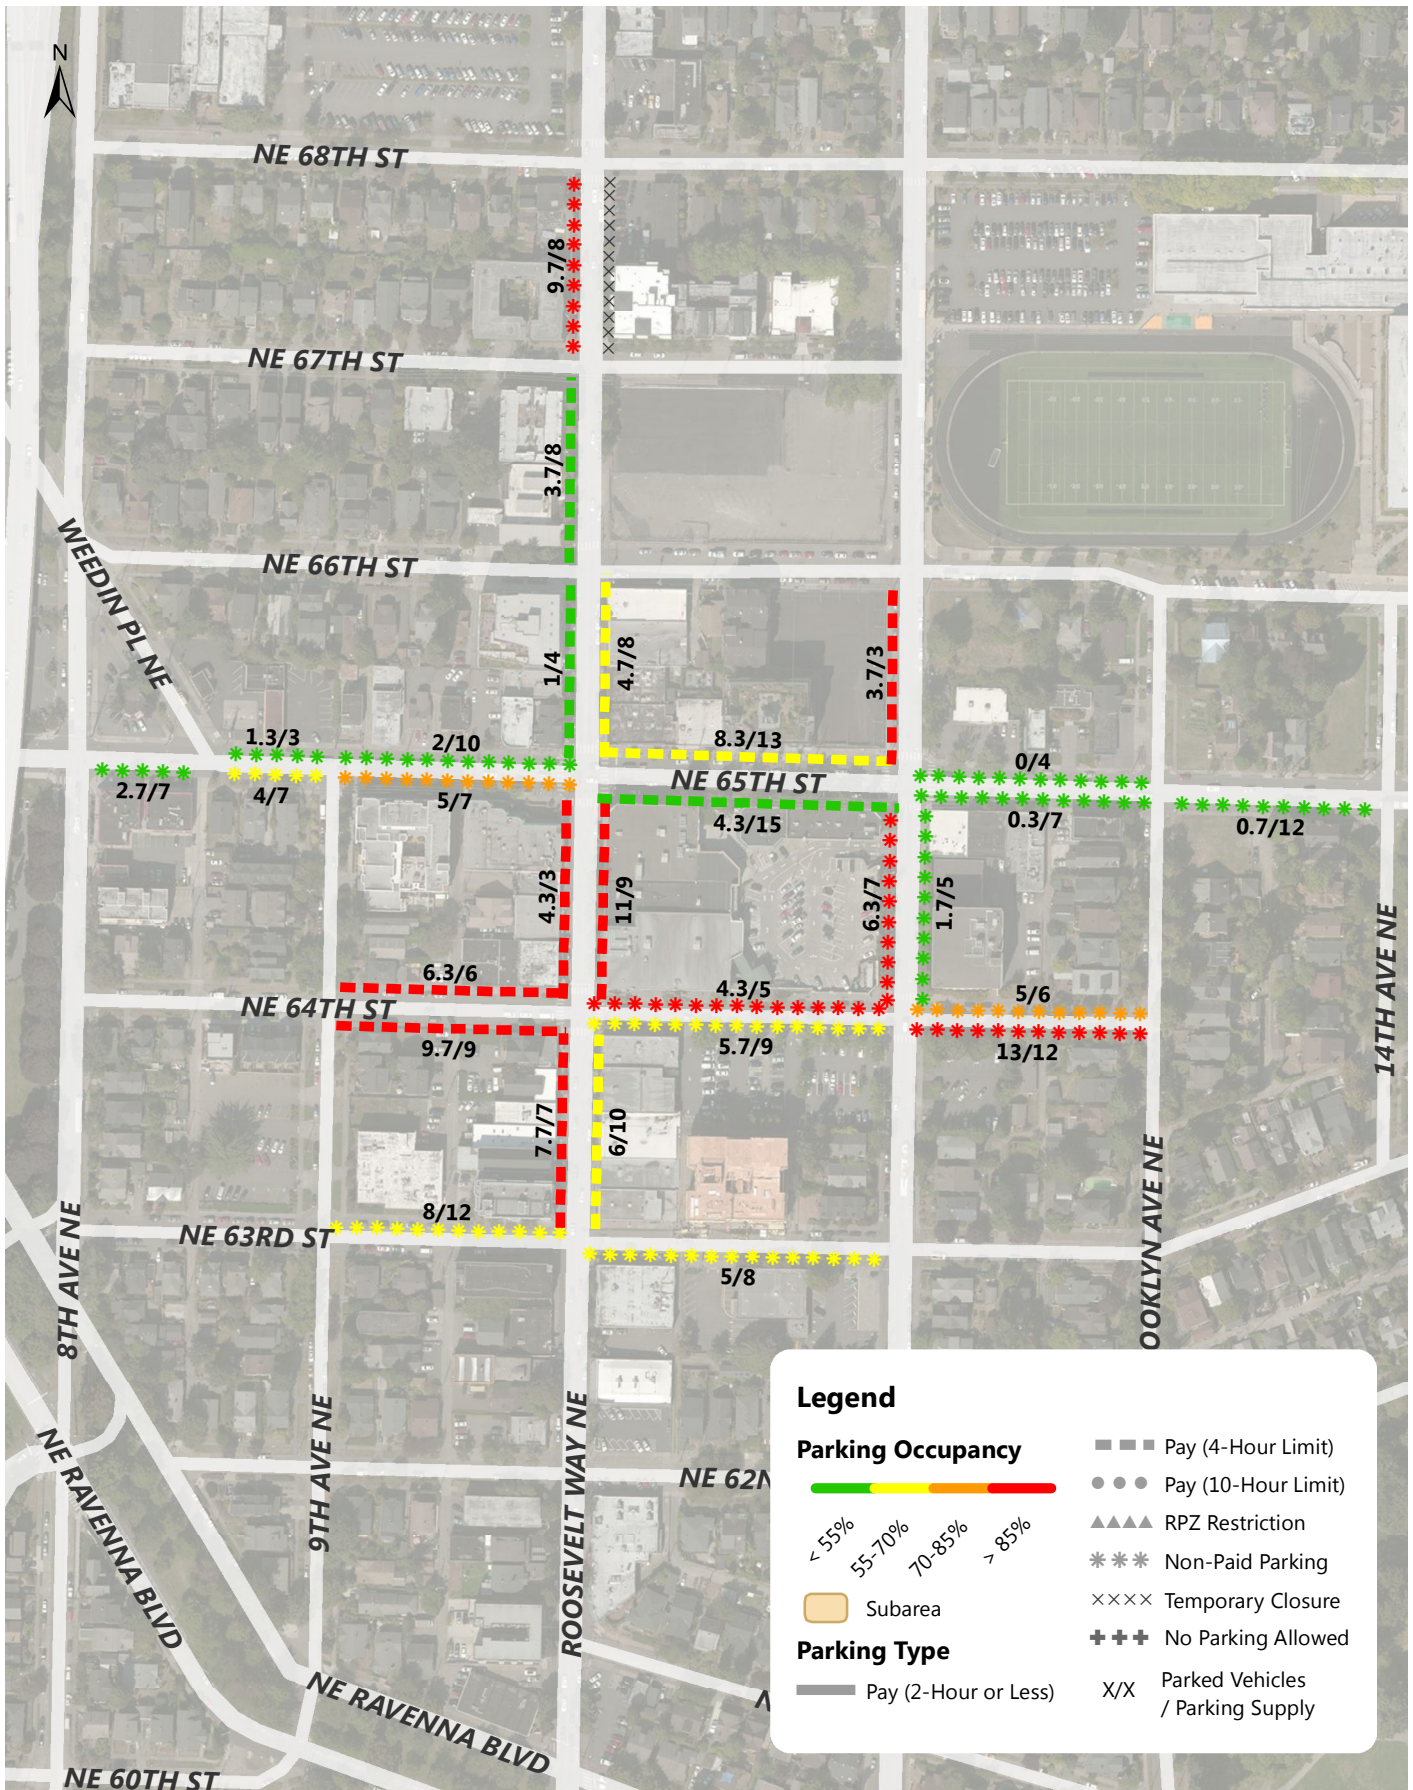 N
NE 68TH ST
9.7/8
NE 67TH ST
3.7/8
WEEDIN PL NE
NE 66TH ST
1/4
4.7/8
3.7/3
1.3/3
2/10
8.3/13
0/4
NE 65TH ST
2.7/7
4/7
5/7
4.3/15
0.3/7
0.7/12
4.3/3
11/9
6.3/7
1.7/5
14TH AVE NE
6.3/6
4.3/5
5/6
NE 64TH ST
9.7/9
5.7/9
13/12
7.7/7
6/10
8TH AVE NE
8/12
NE 63RD ST
5/8
OOKLYN AVE NE
9TH AVE NE
ROOSEVELT WAY NE
NE RAVENNA BLVD
NE 62N
NE RAVENNA BLVD
N
NE 60TH ST
Legend
Parking Occupancy
< 55%
55-70%
70-85%
> 85%
Subarea
Parking Type
Pay (2-Hour or Less)
Pay (4-Hour Limit)
Pay (10-Hour Limit)
RPZ Restriction
Non-Paid Parking
Temporary Closure
No Parking Allowed
X/X
Parked Vehicles
/ Parking Supply